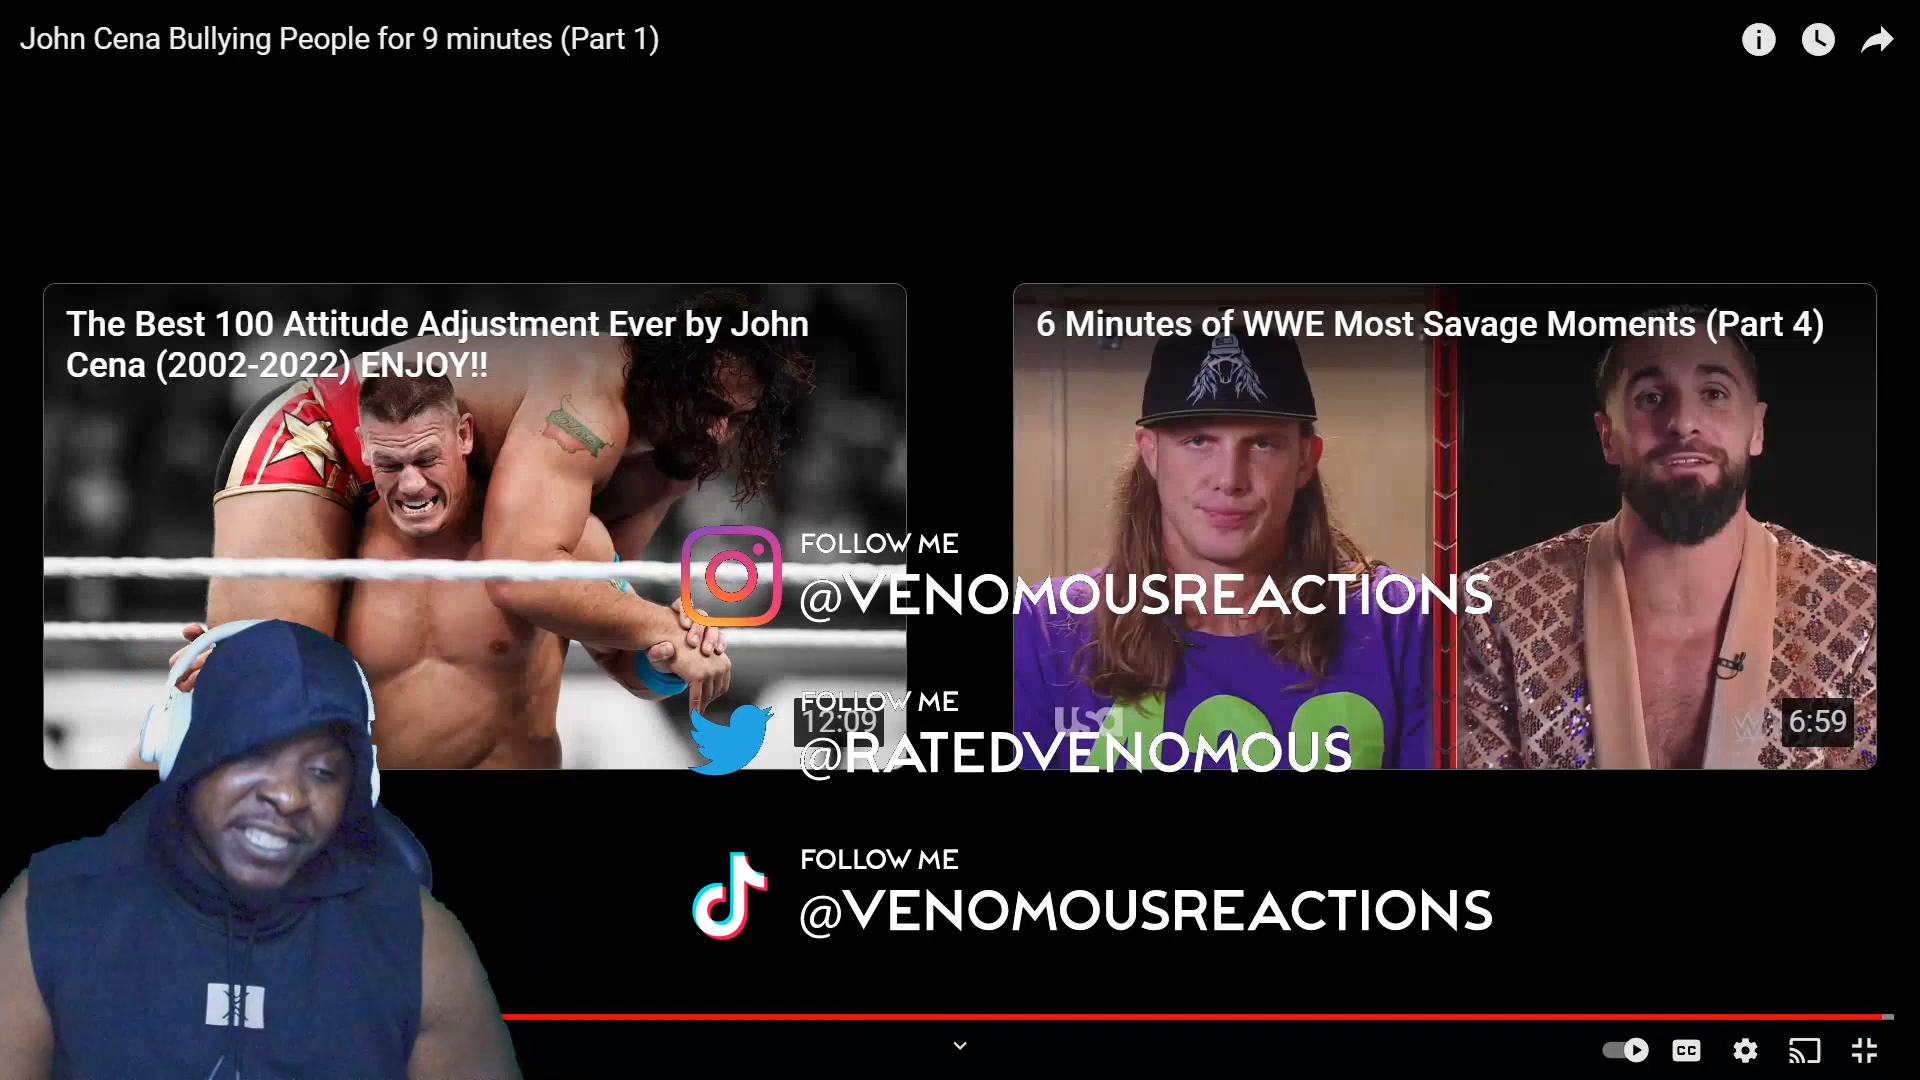 John Cena Bullying People for 9 minutes (Part 1)
The Best 100 Attitude Adjustment Ever by John
Cena (2002-2022) ENJOY!!
12:09
6 Minutes of WWE Most Savage Moments (Part 4)
USA
6:59
FOLLOW ME
@VENOMOUSREACTIONS
FOLLOW ME
@RATEDVENOMOUS
FOLLOW ME
@VENOMOUSREACTIONS
CC